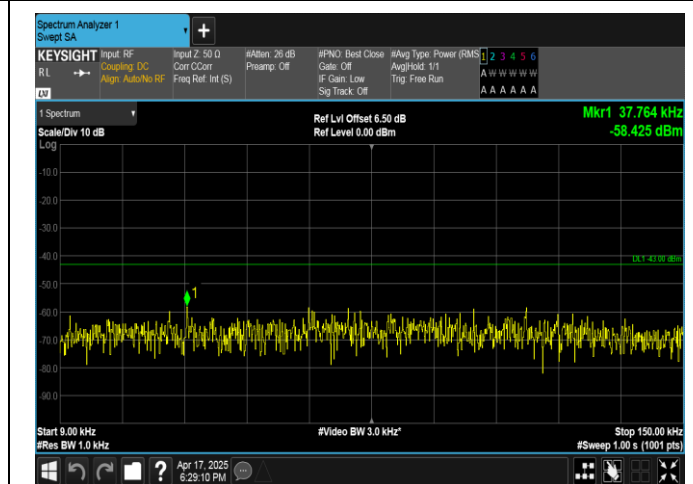 Spectrum Analyzer 1
Swept SA
+
KEYSIGHT
RL
LXI
Input: RF
Coupling: DC
Align: Auto/No RF
Input Z: 50 Ω
Corr CCorr
Freq Ref: Int (S)
#Atten: 26 dB
Preamp: Off
#PNO: Best Close
Gate: Off
IF Gain: Low
Sig Track: Off
#Avg Type: Power (RMS
Avg|Hold: 1/1
Trig: Free Run
1 2 3 4 5 6
A W W W W W
A A A A A A
1 Spectrum
Scale/Div 10 dB
Log
Ref Lvl Offset 6.50 dB
Ref Level 0.00 dBm
Mkr1 37.764 kHz
-58.425 dBm
-10.0
-20.0
-30.0
-40.0
DL1 -43.00 dBm
-50.0
1
-60.0
-70.0
-80.0
-90.0
Start 9.00 kHz
#Res BW 1.0 kHz
#Video BW 3.0 kHz*
Stop 150.00 kHz
#Sweep 1.00 s (1001 pts)
?
Apr 17, 2025
6:29:10 PM